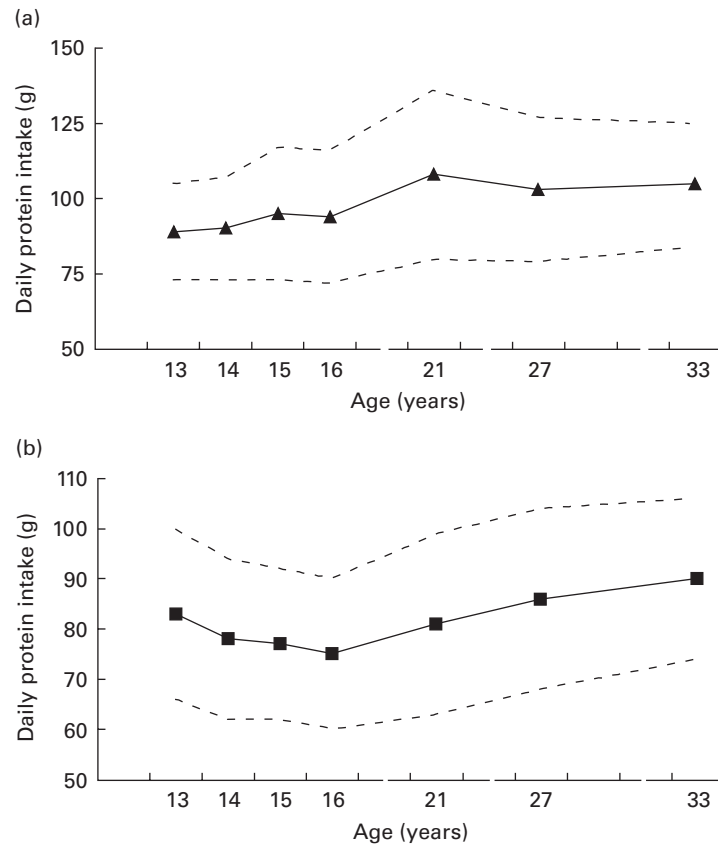 (a)
Daily protein intake (g)
150
125
100
75
50
13 14 15 16 21 27 33
Age (years)
(b)
Daily protein intake (g)
110
100
90
80
70
60
50
13 14 15 16 21 27 33
Age (years)